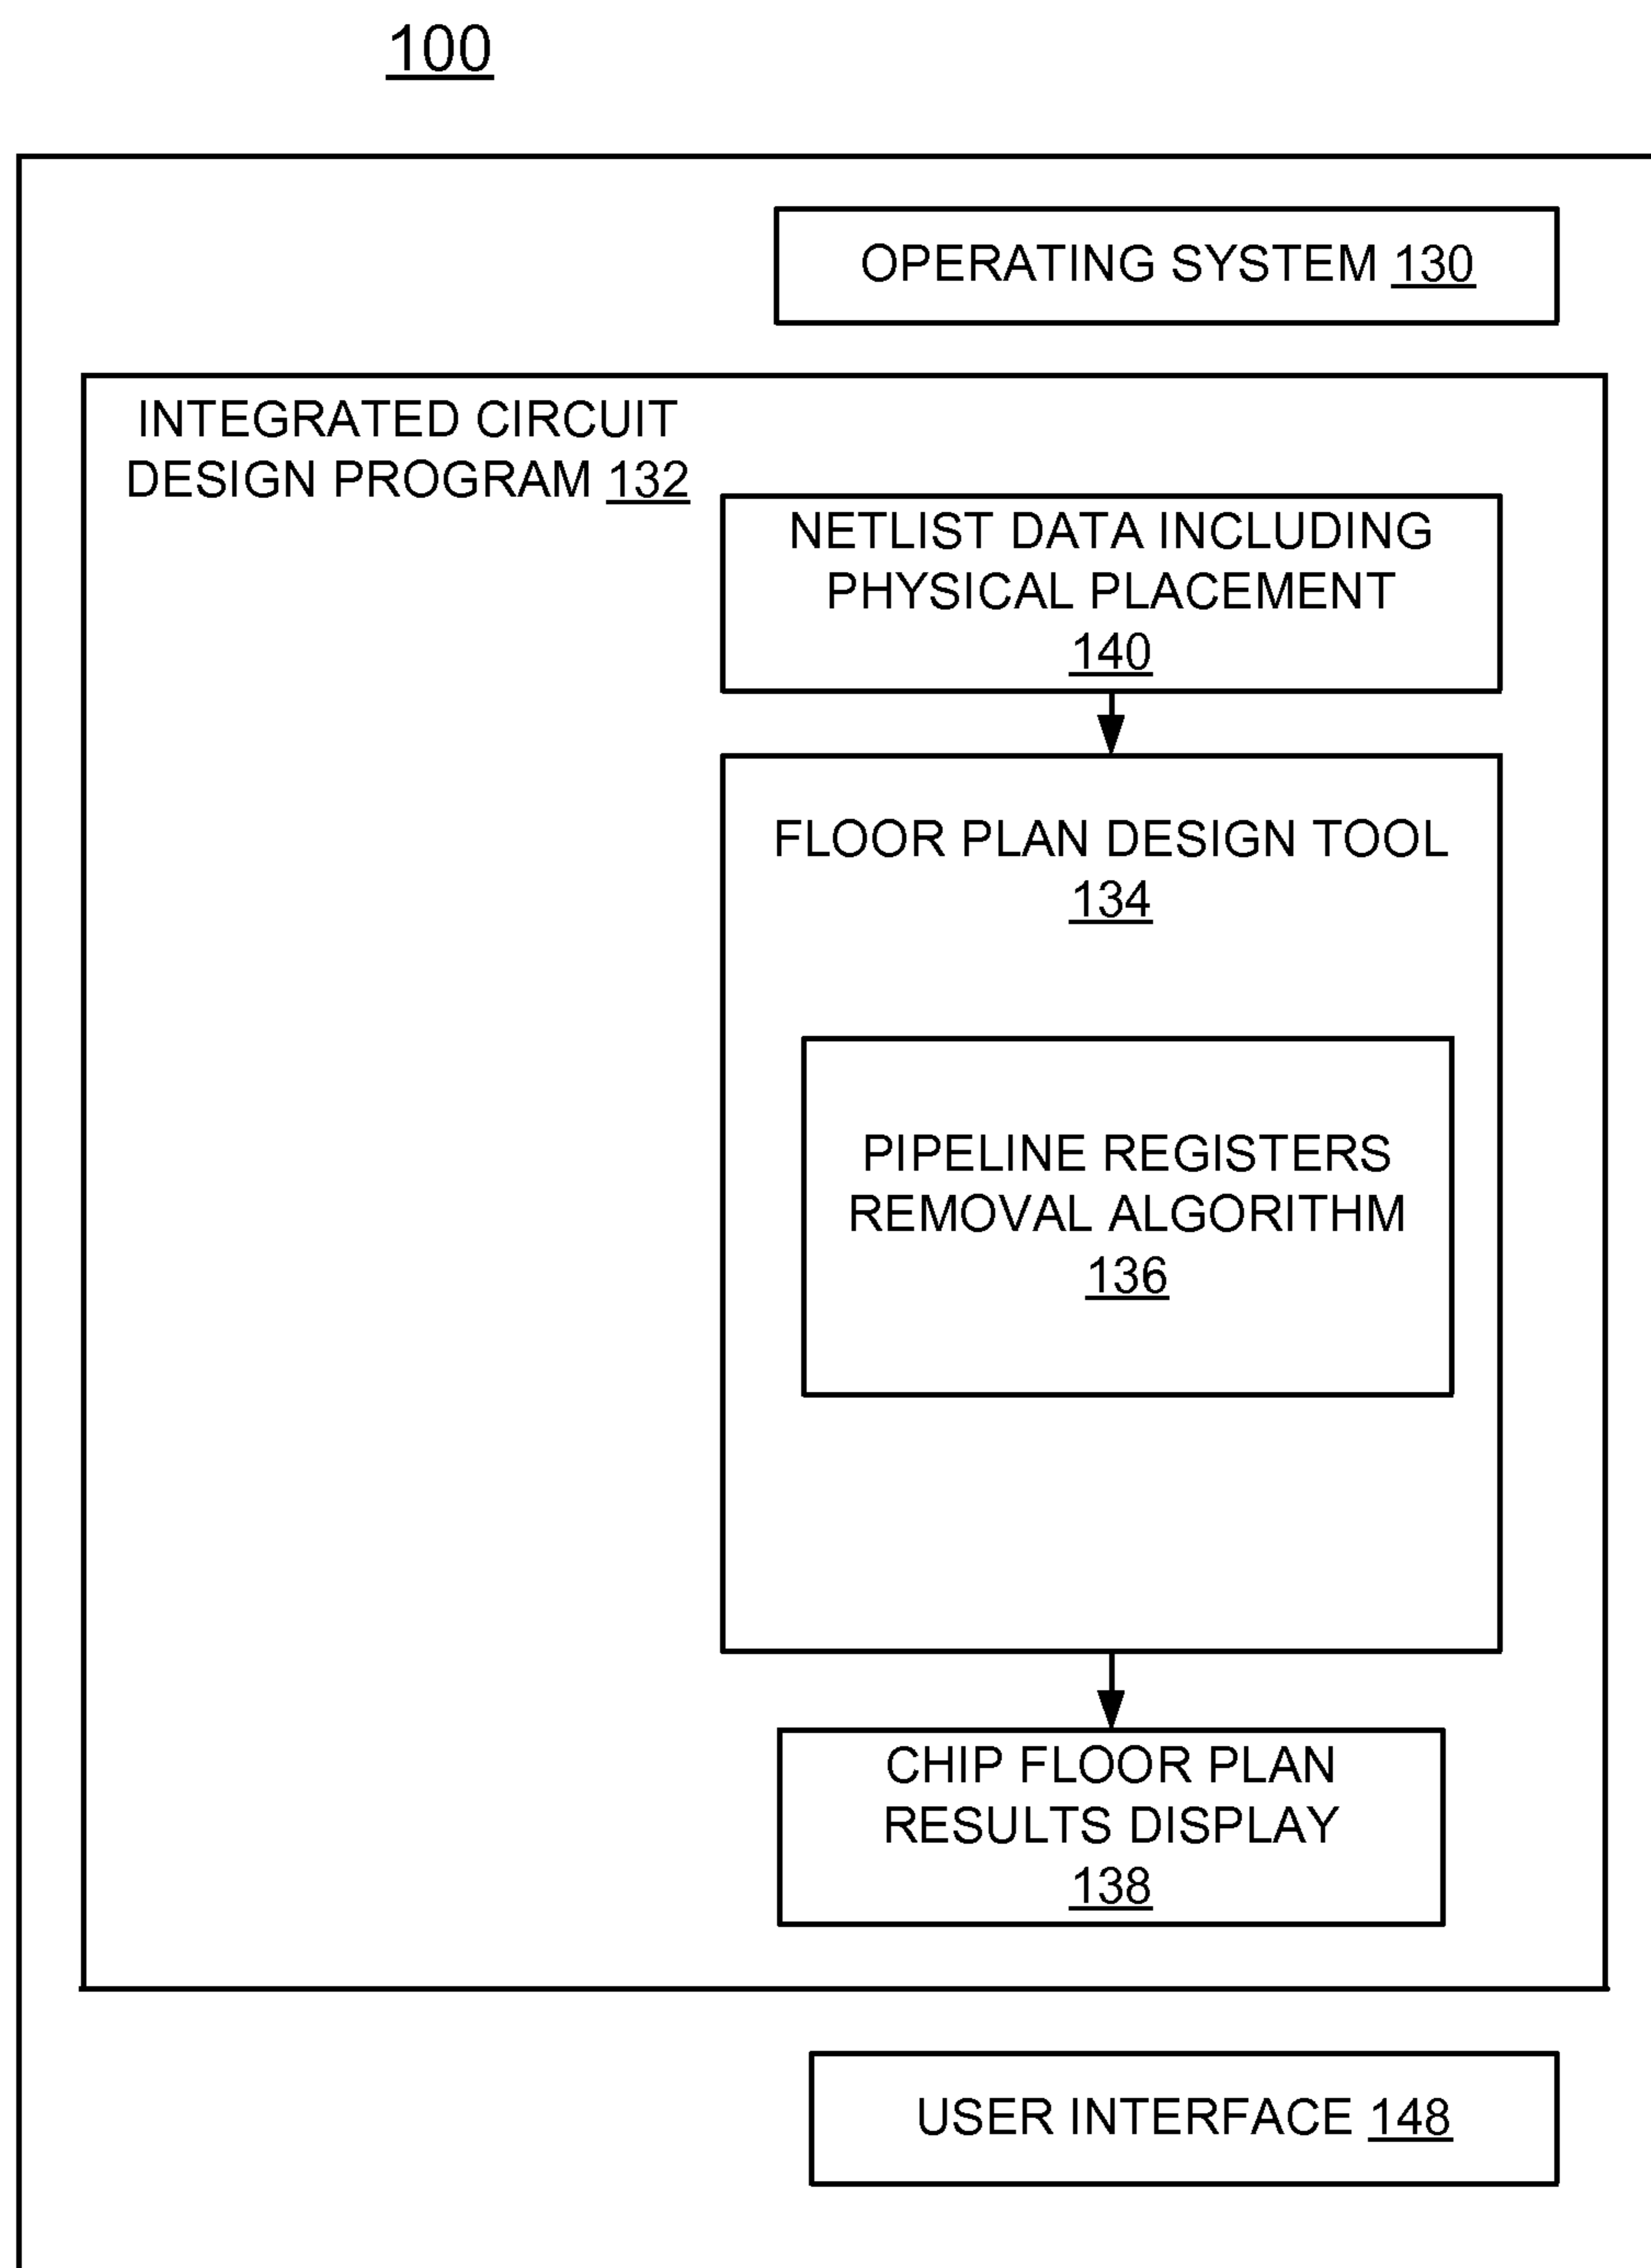 100
OPERATING SYSTEM 130
INTEGRATED CIRCUIT
DESIGN PROGRAM 132
NETLIST DATA INCLUDING
PHYSICAL PLACEMENT
140
FLOOR PLAN DESIGN TOOL
134
PIPELINE REGISTERS
REMOVAL ALGORITHM
136
CHIP FLOOR PLAN
RESULTS DISPLAY
138
USER INTERFACE 148